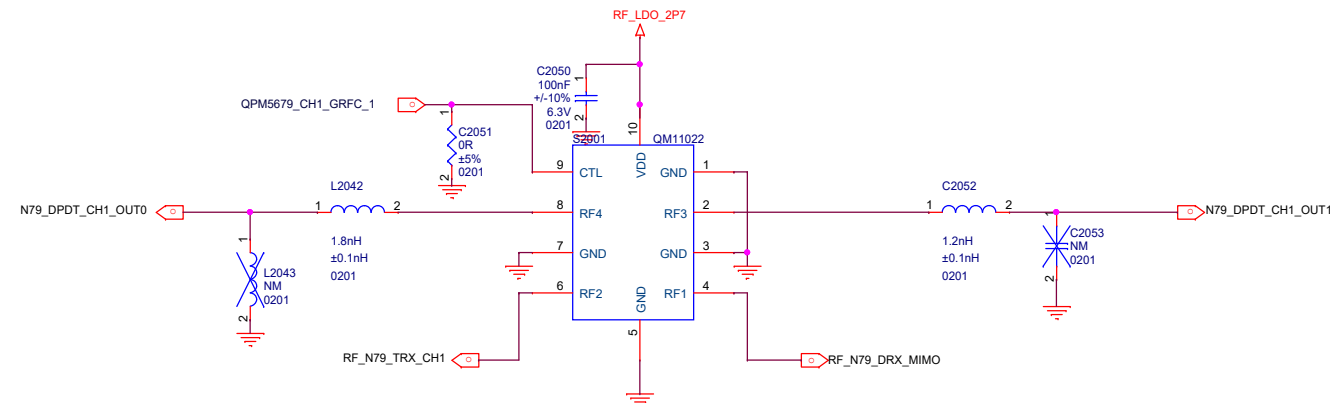 RF_LDO_2P7
C2050
100nF
+/-10%
6.3V
0201
1
2
QPM5679_CH1_GRFC_1
1
C2051
0R
±5%
0201
2
S2001
QM11022
10
VDD
9
CTL
GND
1
N79_DPDT_CH1_OUT0
L2042
1
2
1.8nH
±0.1nH
0201
8
RF4
RF3
2
C2052
1
2
1.2nH
±0.1nH
0201
N79_DPDT_CH1_OUT1
1
L2043
NM
0201
2
7
GND
GND
3
1
C2053
NM
0201
2
6
RF2
RF1
4
GND
5
RF_N79_TRX_CH1
RF_N79_DRX_MIMO